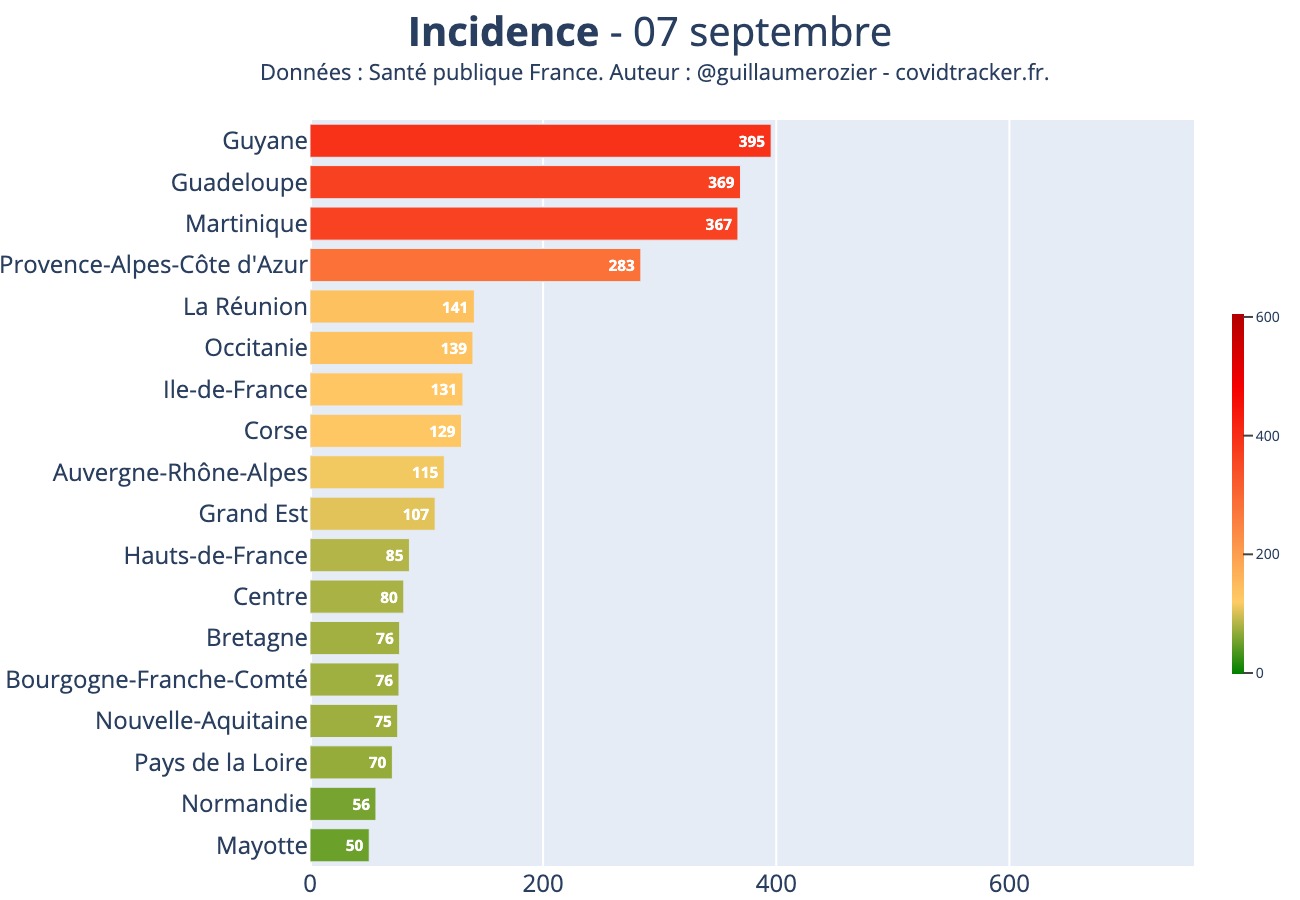 Incidence - 07 septembre
Données : Santé publique France. Auteur : @guillaumerozier - covidtracker.fr.
Guyane 395
Guadeloupe 369
Martinique 367
Provence-Alpes-Côte d'Azur 283
La Réunion 141
Occitanie 139
Ile-de-France 131
Corse 129
Auvergne-Rhône-Alpes 115
Grand Est 107
Hauts-de-France 85
Centre 80
Bretagne 76
Bourgogne-Franche-Comté 76
Nouvelle-Aquitaine 75
Pays de la Loire 70
Normandie 56
Mayotte 50
0 200 400 600
600
400
200
0